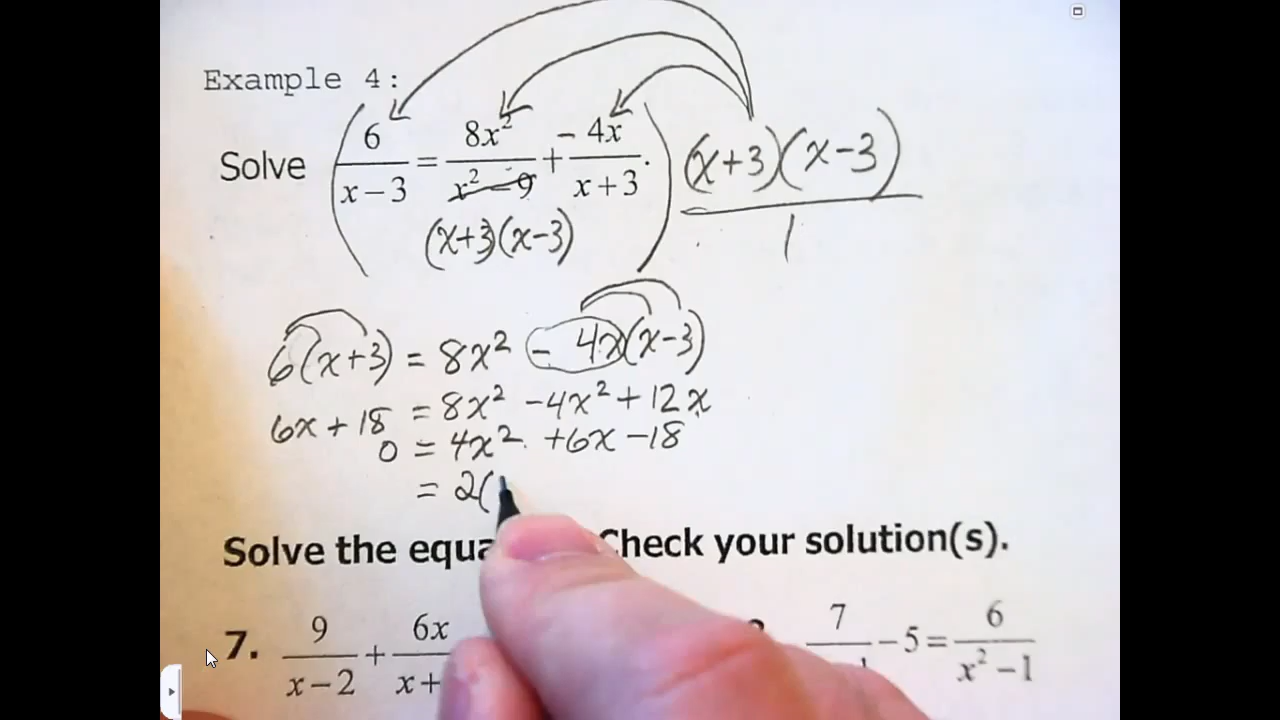 Example 4:
Solve ( 6/(x-3) = 8x²/(x²-9) + -4x/(x+3) . ) (x+3)(x-3)/1
(x+3)(x-3)
6(x+3) = 8x² - 4x(x-3)
6x+18 = 8x² -4x² +12x
0 = 4x² +6x -18
= 2(
Solve the Check your solution(s).
7. 9/(x-2) + 6x/
7/ -5 = 6/(x²-1)